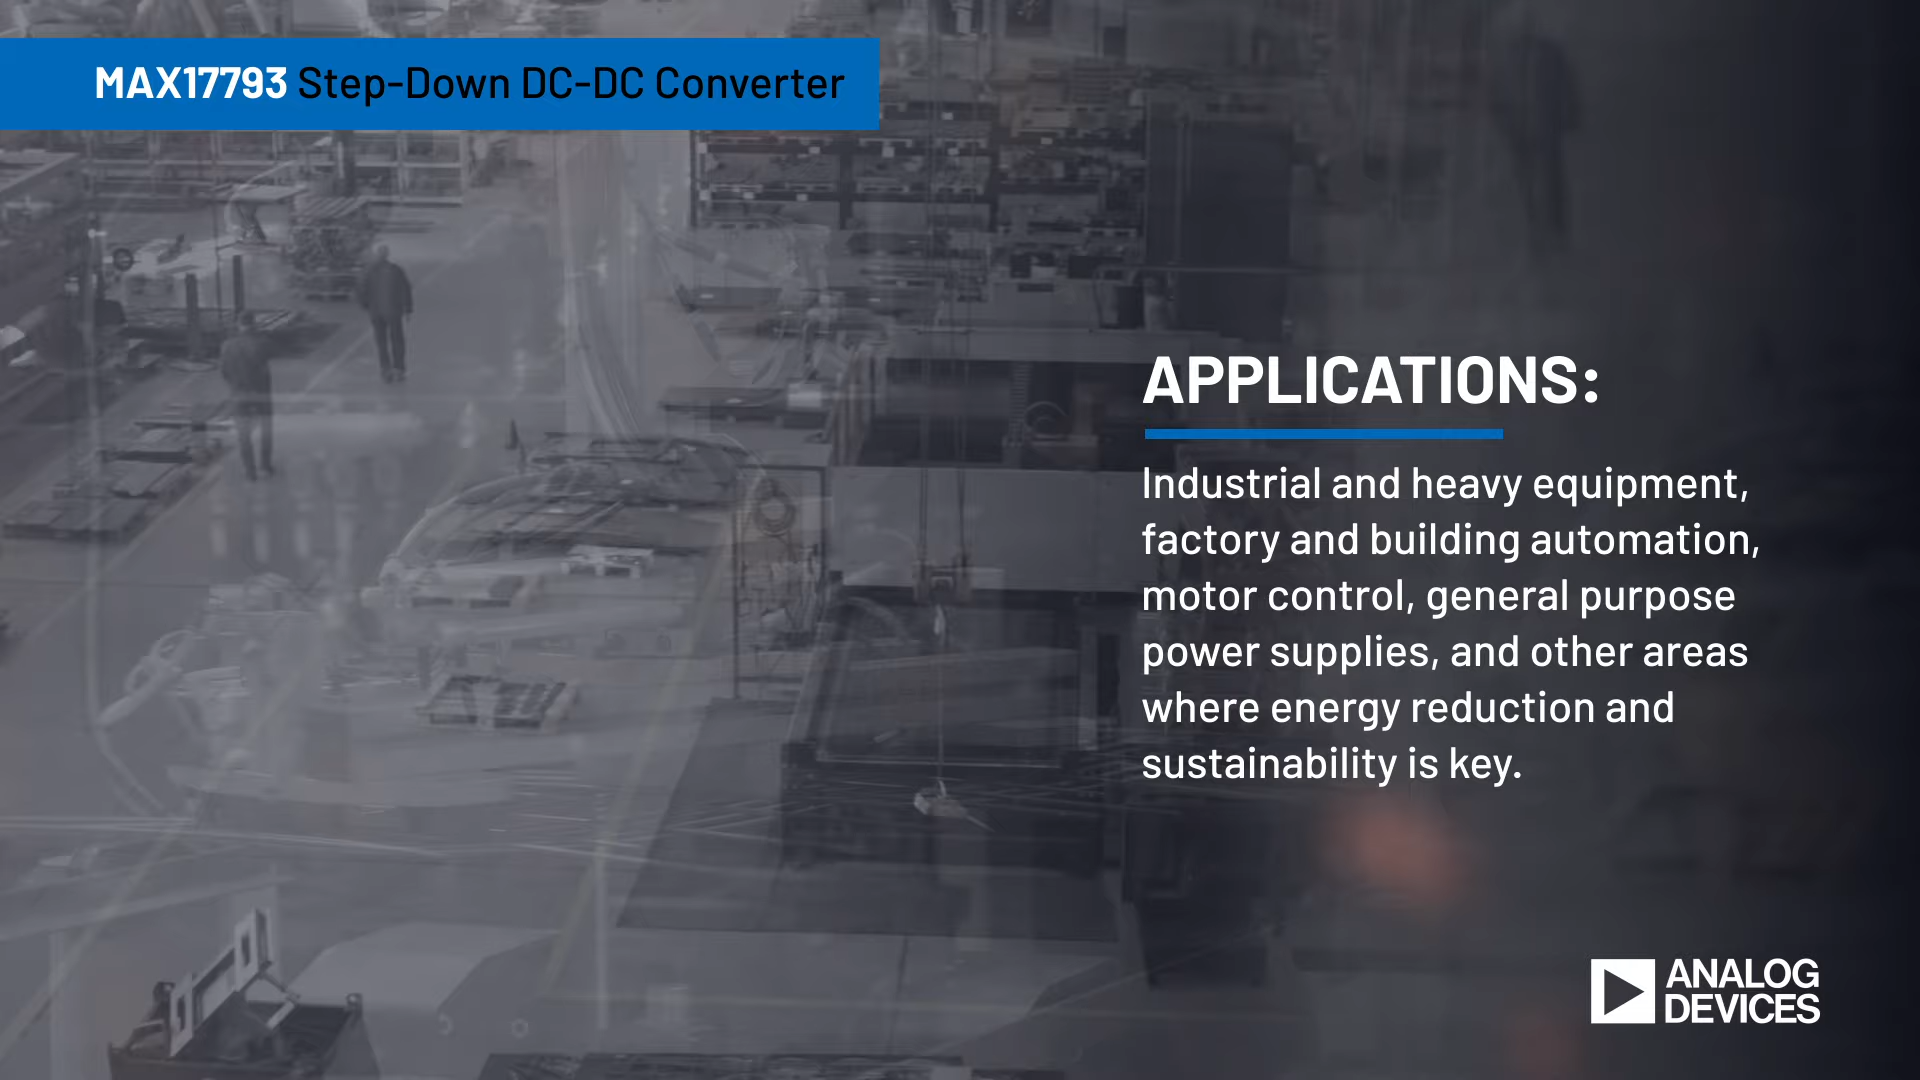 MAX17793 Step-Down DC-DC Converter
APPLICATIONS:
Industrial and heavy equipment,
factory and building automation,
motor control, general purpose
power supplies, and other areas
where energy reduction and
sustainability is key.
ANALOG
DEVICES